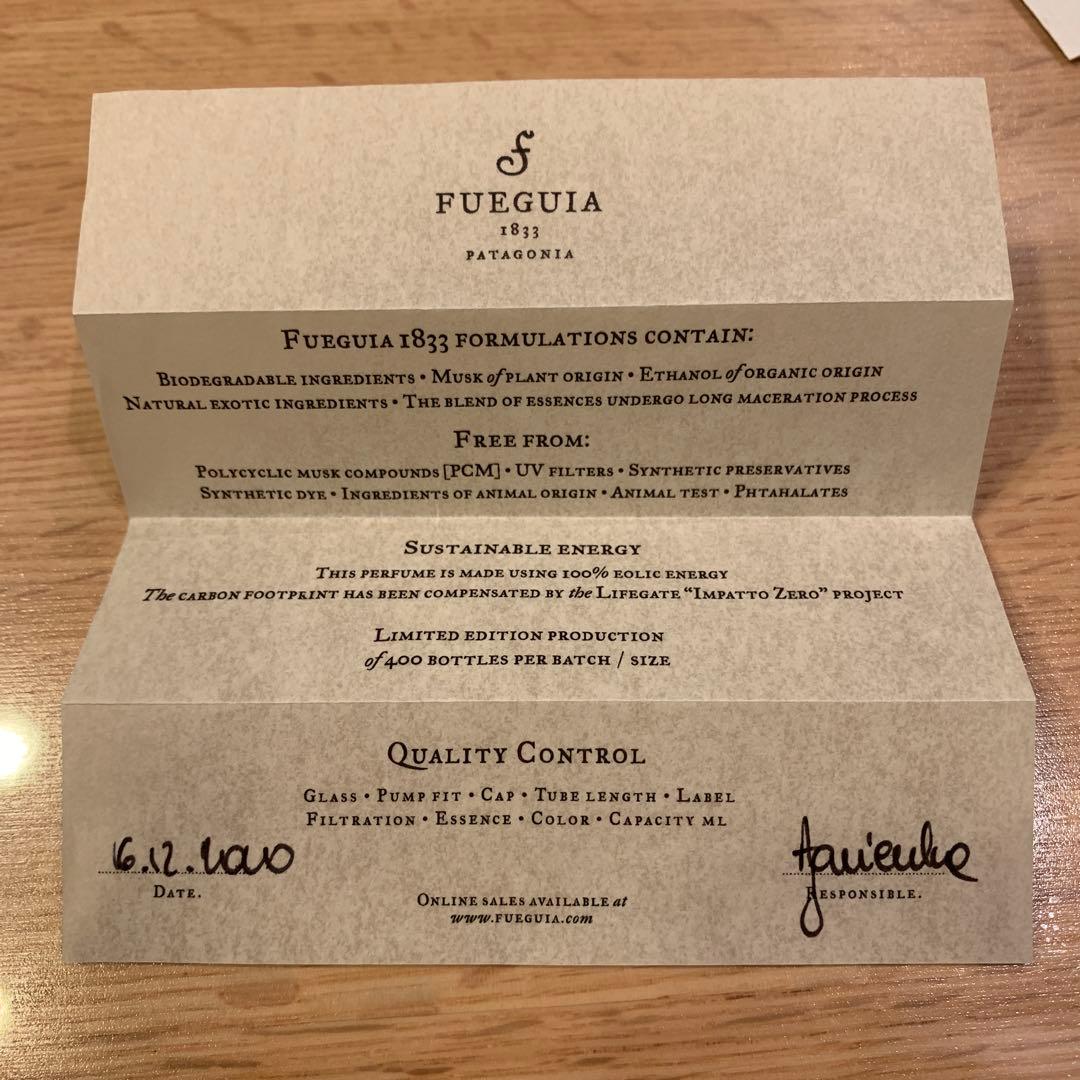 FUEGUIA
1833
PATAGONIA
FUEGUIA 1833 FORMULATIONS CONTAIN:
BIODEGRADABLE INGREDIENTS • MUSK of PLANT ORIGIN • ETHANOL of ORGANIC ORIGIN
NATURAL EXOTIC INGREDIENTS • THE BLEND OF ESSENCES UNDERGO LONG MACERATION PROCESS
FREE FROM:
POLYCYCLIC MUSK COMPOUNDS [PCM] • UV FILTERS • SYNTHETIC PRESERVATIVES
SYNTHETIC DYE • INGREDIENTS OF ANIMAL ORIGIN • ANIMAL TEST • PHTAHALATES
SUSTAINABLE ENERGY
THIS PERFUME IS MADE USING 100% EOLIC ENERGY
The CARBON FOOTPRINT HAS BEEN COMPENSATED BY the LIFEGATE “IMPATTO ZERO” PROJECT
LIMITED EDITION PRODUCTION
of 400 BOTTLES PER BATCH / SIZE
QUALITY CONTROL
GLASS • PUMP FIT • CAP • TUBE LENGTH • LABEL
FILTRATION • ESSENCE • COLOR • CAPACITY ML
16.12.2020
DATE.
RESPONSIBLE.
ONLINE SALES AVAILABLE at
www.FUEGUIA.com